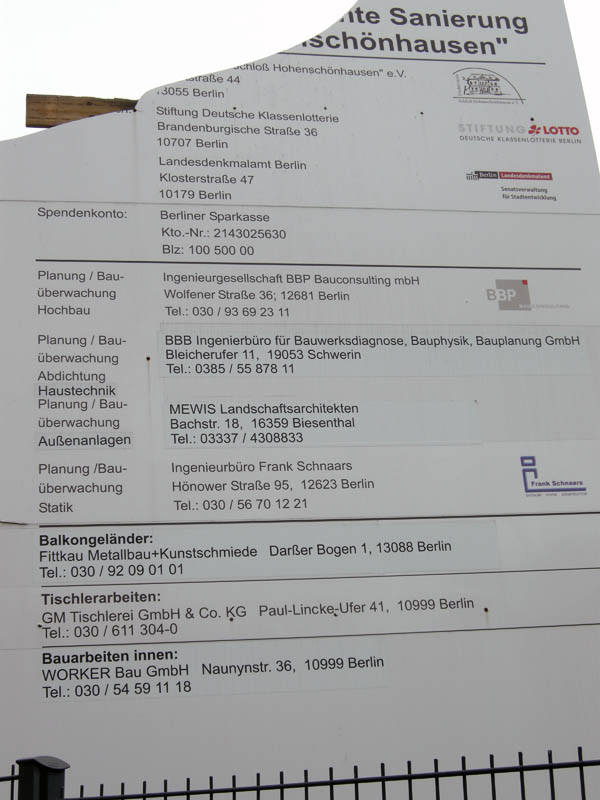 Sanierung
schönhausen"
Schloß Hohenschönhausen" e.V.
straße 44
13055 Berlin
Stiftung Deutsche Klassenlotterie
Brandenburgische Straße 36
10707 Berlin
STIFTUNG LOTTO
DEUTSCHE KLASSENLOTTERIE BERLIN
Landesdenkmalamt Berlin
Klosterstraße 47
10179 Berlin
Berlin Landesdenkmalamt
Senatsverwaltung
für Stadtentwicklung
Spendenkonto: Berliner Sparkasse
Kto.-Nr.: 2143025630
Blz: 100 500 00
Planung / Bau- Ingenieurgesellschaft BBP Bauconsulting mbH
überwachung Wolfener Straße 36; 12681 Berlin
Hochbau Tel.: 030 / 93 69 23 11
BBP
BAUCONSULTING
Planung / Bau- BBB Ingenieurbüro für Bauwerksdiagnose, Bauphysik, Bauplanung GmbH
überwachung Bleicherufer 11, 19053 Schwerin
Abdichtung Tel.: 0385 / 55 878 11
Haustechnik
Planung / Bau- MEWIS Landschaftsarchitekten
überwachung Bachstr. 18, 16359 Biesenthal
Außenanlagen Tel.: 03337 / 4308833
Planung /Bau- Ingenieurbüro Frank Schnaars
überwachung Hönower Straße 95, 12623 Berlin
Statik Tel.: 030 / 56 70 12 21
Frank Schnaars
Balkongeländer:
Fittkau Metallbau+Kunstschmiede Darßer Bogen 1, 13088 Berlin
Tel.: 030 / 92 09 01 01
Tischlerarbeiten:
GM Tischlerei GmbH & Co. KG Paul-Lincke-Ufer 41, 10999 Berlin
Tel.: 030 / 611 304-0
Bauarbeiten innen:
WORKER Bau GmbH Naunynstr. 36, 10999 Berlin
Tel.: 030 / 54 59 11 18